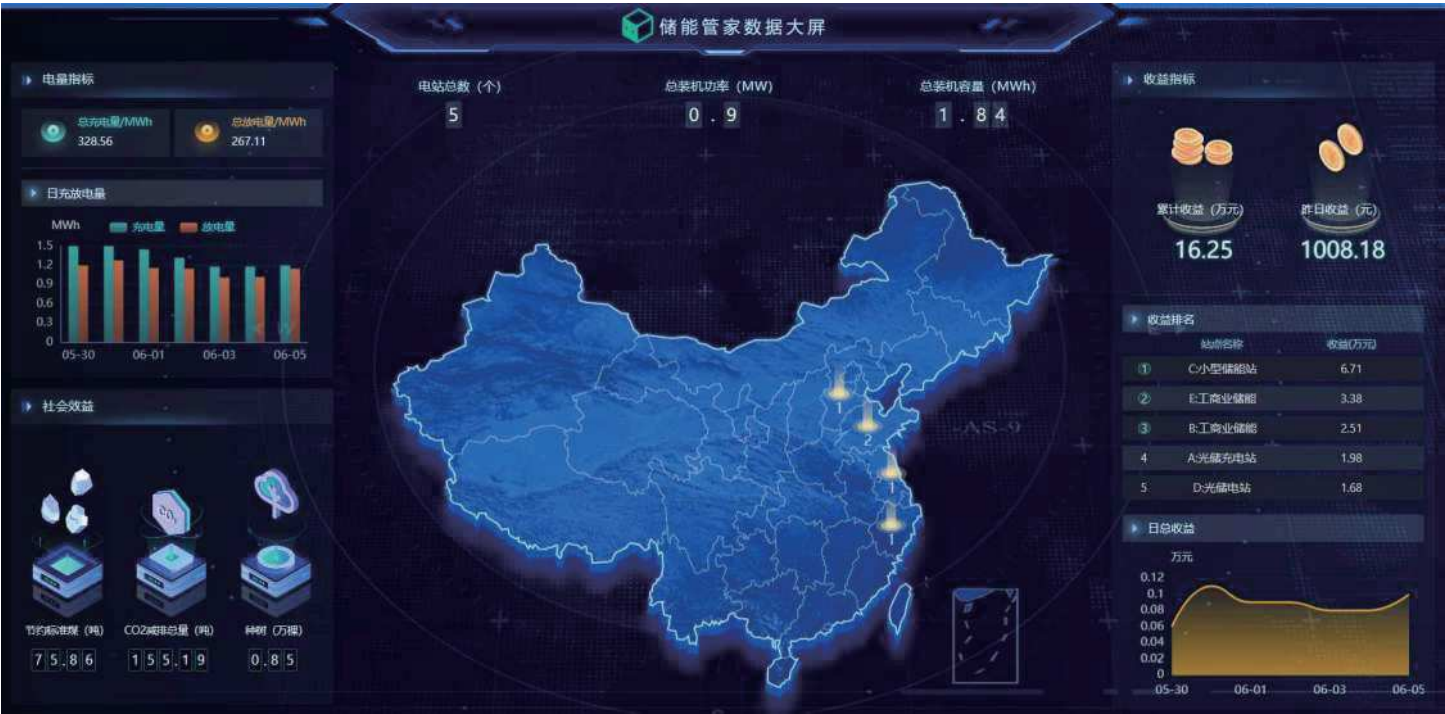 储能管家数据大屏
电量指标
总充电量/MWh
328.56
总放电量/MWh
267.11
日充放电量
MWh 充电量 放电量
1.5
1.2
0.9
0.6
0.3
0
05-30 06-01 06-03 06-05
社会效益
CO₂
节约标准煤 (吨) CO2减排总量 (吨) 种树 (万棵)
75.86 155.19 0.85
电站总数 (个) 总装机功率 (MW) 总装机容量 (MWh)
5 0.9 1.84
1
2
1
1
-AS-9
收益指标
累计收益 (万元) 昨日收益 (元)
16.25 1008.18
收益排名
站点名称 收益(万元)
1 C:小型储能站 6.71
2 E:工商业储能 3.38
3 B:工商业储能 2.51
4 A:光储充电站 1.98
5 D:光储电站 1.68
日总收益
万元
0.12
0.1
0.08
0.06
0.04
0.02
0
05-30 06-01 06-03 06-05